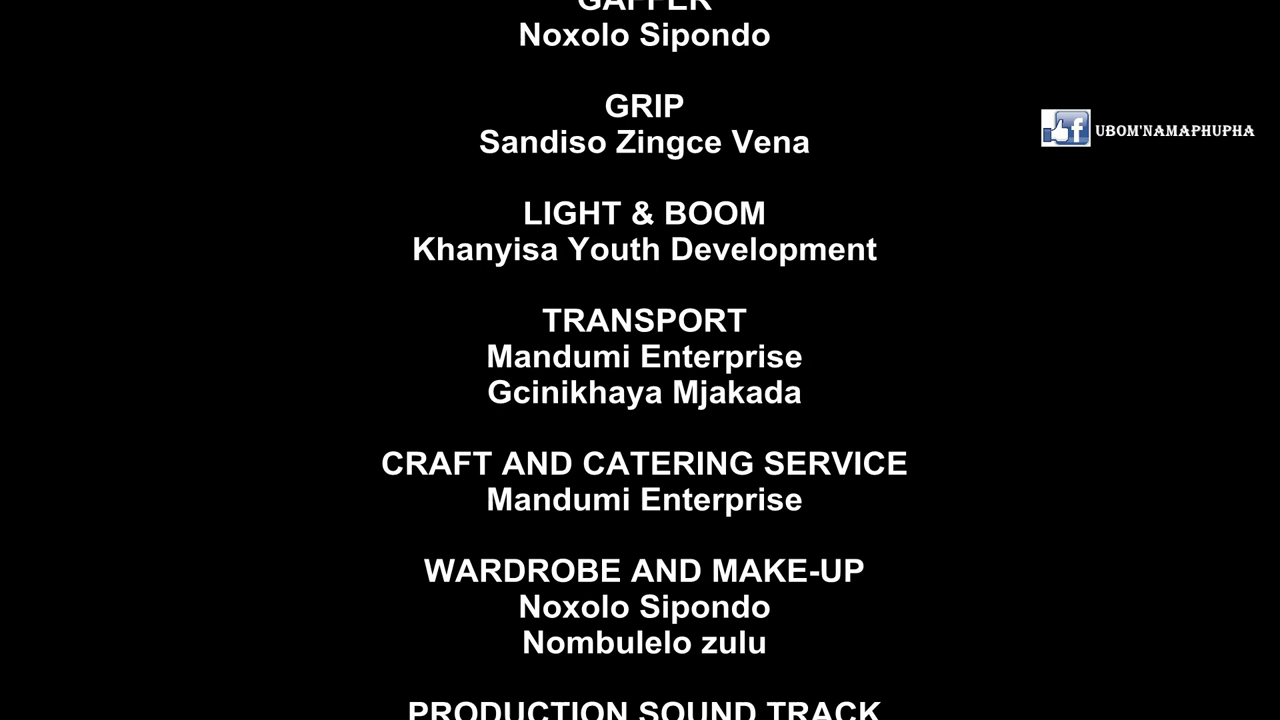 GAFFER
Noxolo Sipondo
GRIP
Sandiso Zingce Vena
UBOM'NAMAPHUPHA
LIGHT & BOOM
Khanyisa Youth Development
TRANSPORT
Mandumi Enterprise
Gcinikhaya Mjakada
CRAFT AND CATERING SERVICE
Mandumi Enterprise
WARDROBE AND MAKE-UP
Noxolo Sipondo
Nombulelo zulu
PRODUCTION SOUND TRACK